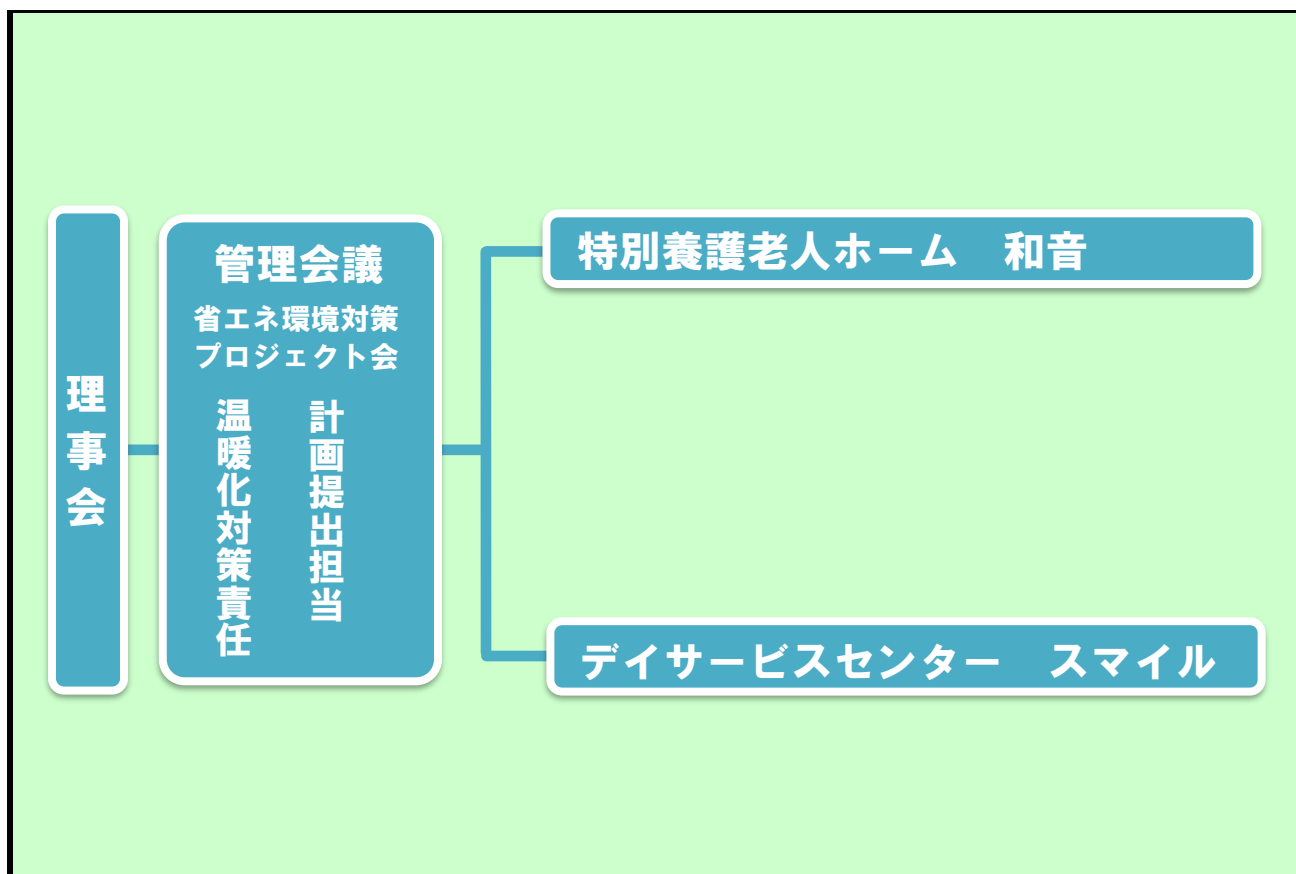 理事会
管理会議
省エネ環境対策
プロジェクト会
計画提出担当
温暖化対策責任
特別養護老人ホーム　和音
デイサービスセンター　スマイル